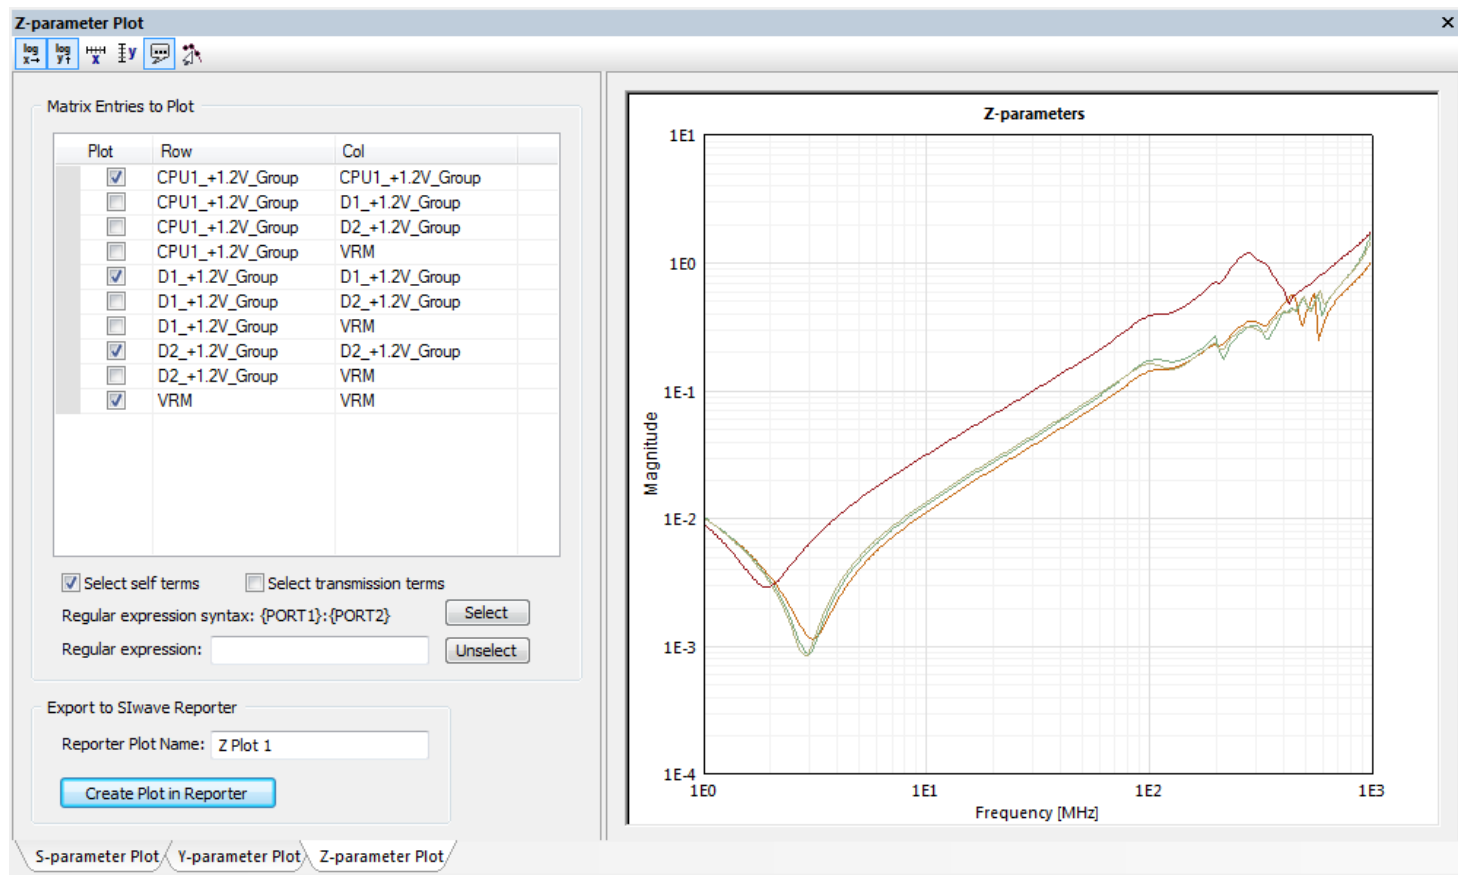 Z-parameter Plot
log x→ log y↑ x y
Matrix Entries to Plot
Plot Row Col
CPU1_+1.2V_Group CPU1_+1.2V_Group
CPU1_+1.2V_Group D1_+1.2V_Group
CPU1_+1.2V_Group D2_+1.2V_Group
CPU1_+1.2V_Group VRM
D1_+1.2V_Group D1_+1.2V_Group
D1_+1.2V_Group D2_+1.2V_Group
D1_+1.2V_Group VRM
D2_+1.2V_Group D2_+1.2V_Group
D2_+1.2V_Group VRM
VRM VRM
Select self terms Select transmission terms
Regular expression syntax: {PORT1}:{PORT2} Select
Regular expression: Unselect
Export to SIwave Reporter
Reporter Plot Name: Z Plot 1
Create Plot in Reporter
Z-parameters
1E1
1E0
1E-1
1E-2
1E-3
1E-4
Magnitude
1E0 1E1 1E2 1E3
Frequency [MHz]
S-parameter Plot Y-parameter Plot Z-parameter Plot